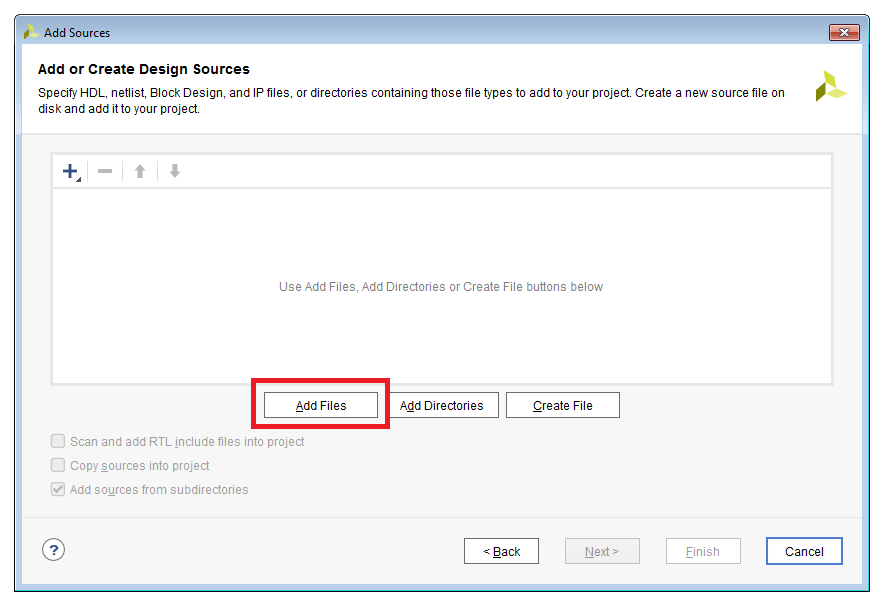 Add Sources
Add or Create Design Sources
Specify HDL, netlist, Block Design, and IP files, or directories containing those file types to add to your project. Create a new source file on
disk and add it to your project.
Use Add Files, Add Directories or Create File buttons below
Add Files
Add Directories
Create File
Scan and add RTL include files into project
Copy sources into project
Add sources from subdirectories
?
< Back
Next >
Finish
Cancel